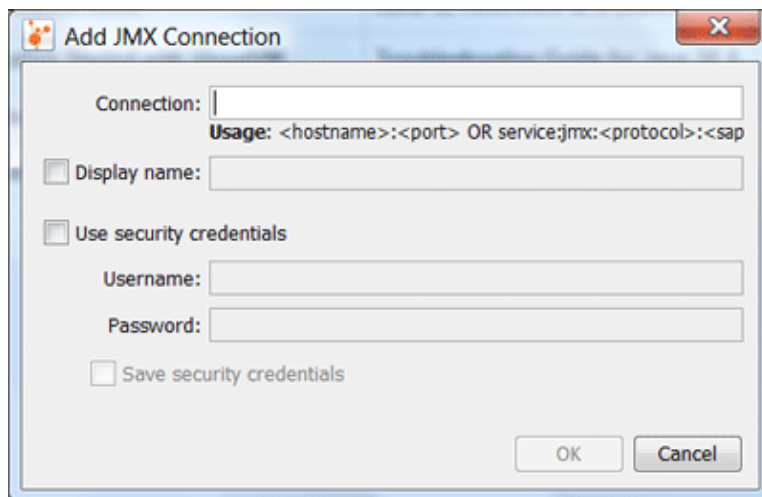 Add JMX Connection
Connection:
Usage: <hostname>:<port> OR service:jmx:<protocol>:<sap
Display name:
Use security credentials
Username:
Password:
Save security credentials
OK Cancel